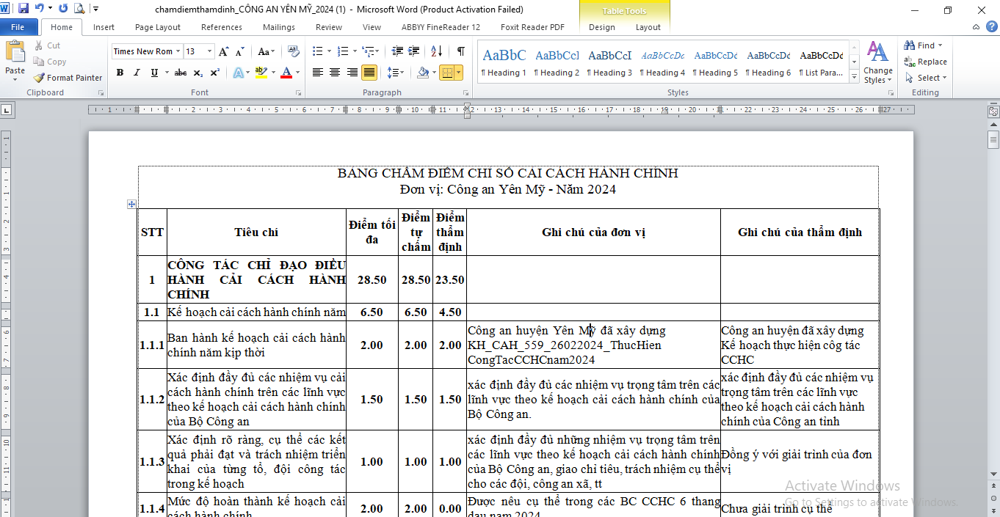 chamdiemthamdinh_CÔNG AN YÊN MỸ_2024 (1) - Microsoft Word (Product Activation Failed)
Table Tools
File Home Insert Page Layout References Mailings Review View ABBYY FineReader 12 Foxit Reader PDF Design Layout
Paste
Cut
Copy
Format Painter
Clipboard
Times New Rom 13
Font
Paragraph
AaBbC AaBbCcI AaBbCcI AaBbCcDc AaBbCcDc AaBbCcDc AaBbCcDd
¶ Heading 1 ¶ Heading 2 ¶ Heading 3 ¶ Heading 4 ¶ Heading 5 ¶ Heading 6 ¶ List Para...
Styles
Change
Styles
Find
Replace
Select
Editing
BẢNG CHẤM ĐIỂM CHỈ SỐ CẢI CÁCH HÀNH CHÍNH
Đơn vị: Công an Yên Mỹ - Năm 2024
STT
Tiêu chí
Điểm tối
đa
Điểm
tự
chấm
Điểm
thẩm
định
Ghi chú của đơn vị
Ghi chú của thẩm định
1
CÔNG TÁC CHỈ ĐẠO ĐIỀU
HÀNH CẢI CÁCH HÀNH
CHÍNH
28.50 28.50 23.50
1.1 Kế hoạch cải cách hành chính năm 6.50 6.50 4.50
1.1.1
Ban hành kế hoạch cải cách hành
chính năm kịp thời
2.00 2.00 2.00
Công an huyện Yên Mỹ đã xây dựng
KH_CAH_559_26022024_ThucHien
CongTacCCHCnam2024
Công an huyện đã xây dựng
Kế hoạch thực hiện côg tác
CCHC
1.1.2
Xác định đầy đủ các nhiệm vụ cải
cách hành chính trên các lĩnh vực
theo kế hoạch cải cách hành chính
của Bộ Công an
1.50 1.50 1.50
xác định đầy đủ các nhiệm vụ trọng tâm trên các
lĩnh vực theo kế hoạch cải cách hành chính của
Bộ Công an.
xác định đầy đủ các nhiệm vụ
trọng tâm trên các lĩnh vực
theo kế hoạch cải cách hành
chính của Công an tỉnh
1.1.3
Xác định rõ ràng, cụ thể các kết
quả phải đạt và trách nhiệm triển
khai của từng tổ, đội công tác
trong kế hoạch
1.00 1.00 1.00
xác định đầy đủ những nhiệm vụ trọng tâm trên
các lĩnh vực theo kế hoạch cải cách hành chính
của Bộ Công an, giao chỉ tiêu, trách nhiệm cụ thể
cho các đội, công an xã, tt
Đồng ý với giải trình của đơn
vị
1.1.4
Mức độ hoàn thành kế hoạch cải
cách hành chính
2.00 2.00 0.00
Được nêu cụ thể trong các BC CCHC 6 thang
dau nam 2024
Chưa giải trình cụ thể
Activate Windows
Go to Settings to activate Windows.